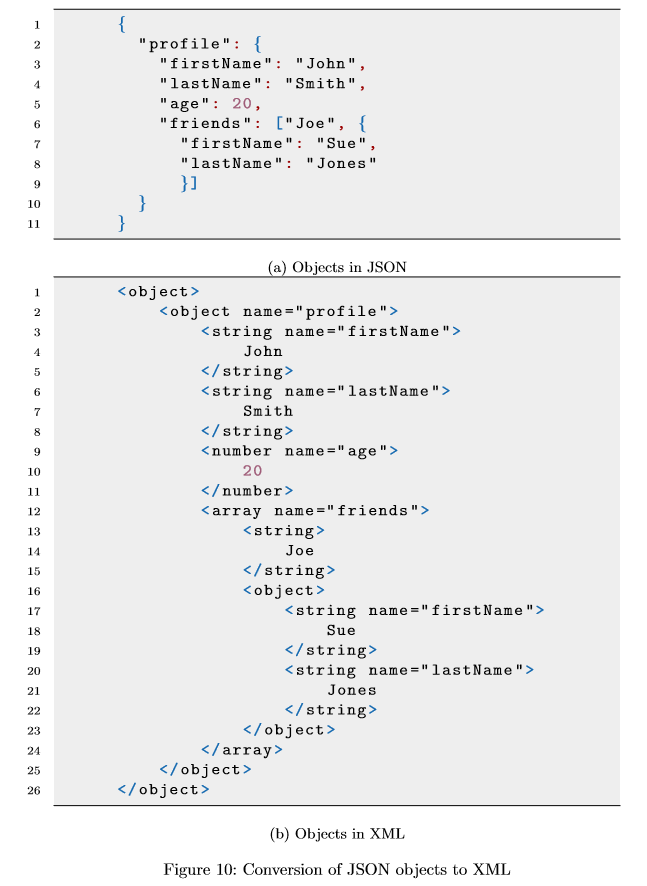 1 {
2 "profile": {
3 "firstName": "John",
4 "lastName": "Smith",
5 "age": 20,
6 "friends": ["Joe", {
7 "firstName": "Sue",
8 "lastName": "Jones"
9 }]
10 }
11 }
(a) Objects in JSON
1 <object>
2 <object name="profile">
3 <string name="firstName">
4 John
5 </string>
6 <string name="lastName">
7 Smith
8 </string>
9 <number name="age">
10 20
11 </number>
12 <array name="friends">
13 <string>
14 Joe
15 </string>
16 <object>
17 <string name="firstName">
18 Sue
19 </string>
20 <string name="lastName">
21 Jones
22 </string>
23 </object>
24 </array>
25 </object>
26 </object>
(b) Objects in XML
Figure 10: Conversion of JSON objects to XML